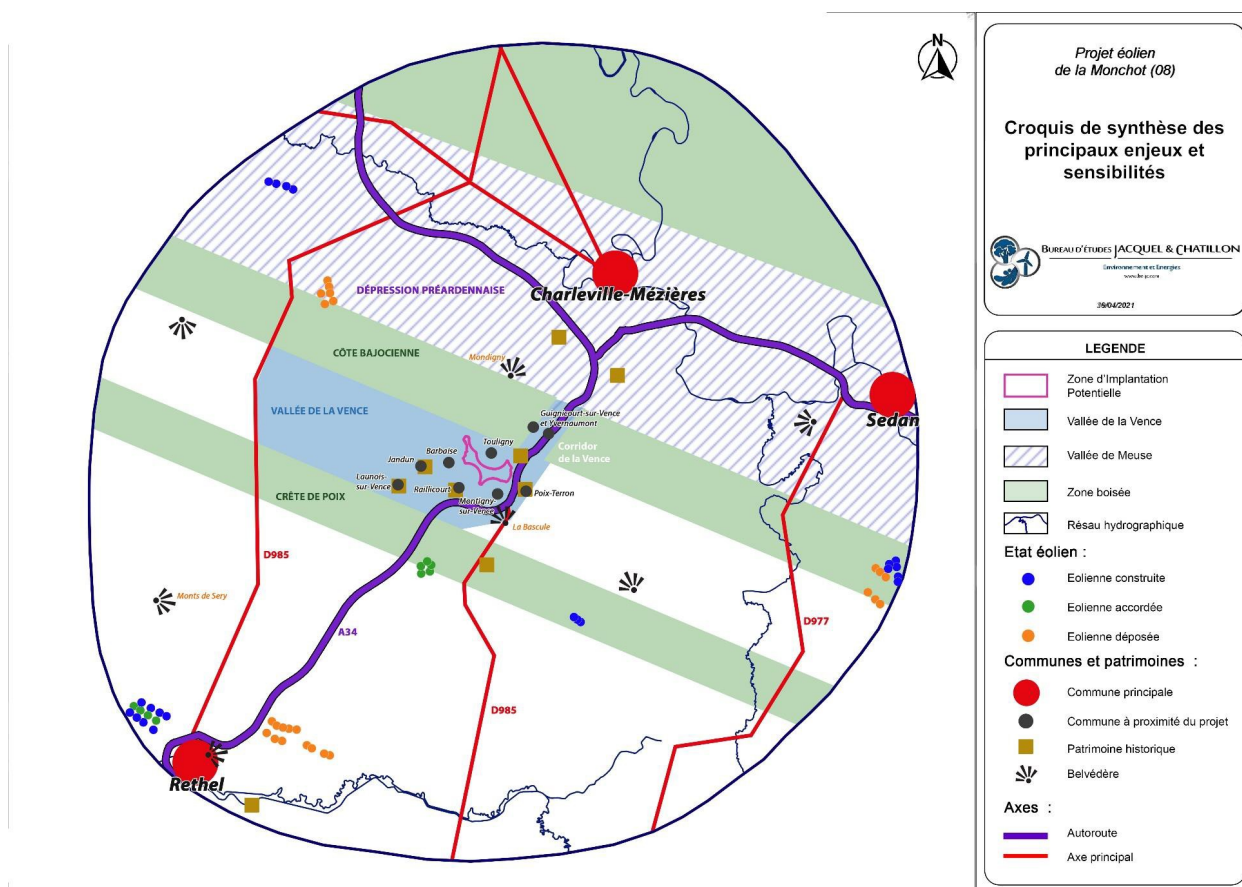 N
DÉPRESSION PRÉARDENNAISE
Charleville-Mézières
CÔTE BAJOCIENNE
Mondigny
VALLÉE DE LA VENCE
Guignicourt-sur-Vence
et Yvernaumont
Sedan
Touligny
Corridor
de la Vence
Barbaise
Jandun
Launois-
sur-Vence
Raillicourt
Poix-Terron
CRÊTE DE POIX
Montigny-
sur-Vence
La Bascule
D985
Monts de Sery
D977
A34
D985
Rethel
Projet éolien
de la Monchot (08)
Croquis de synthèse des
principaux enjeux et
sensibilités
BUREAU D'ÉTUDES JACQUEL & CHATILLON
Environnement et Energies
LEGENDE
Zone d'Implantation
Potentielle
Vallée de la Vence
Vallée de Meuse
Zone boisée
Résau hydrographique
Etat éolien :
Eolienne construite
Eolienne accordée
Eolienne déposée
Communes et patrimoines :
Commune principale
Commune à proximité du projet
Patrimoine historique
Belvédère
Axes :
Autoroute
Axe principal